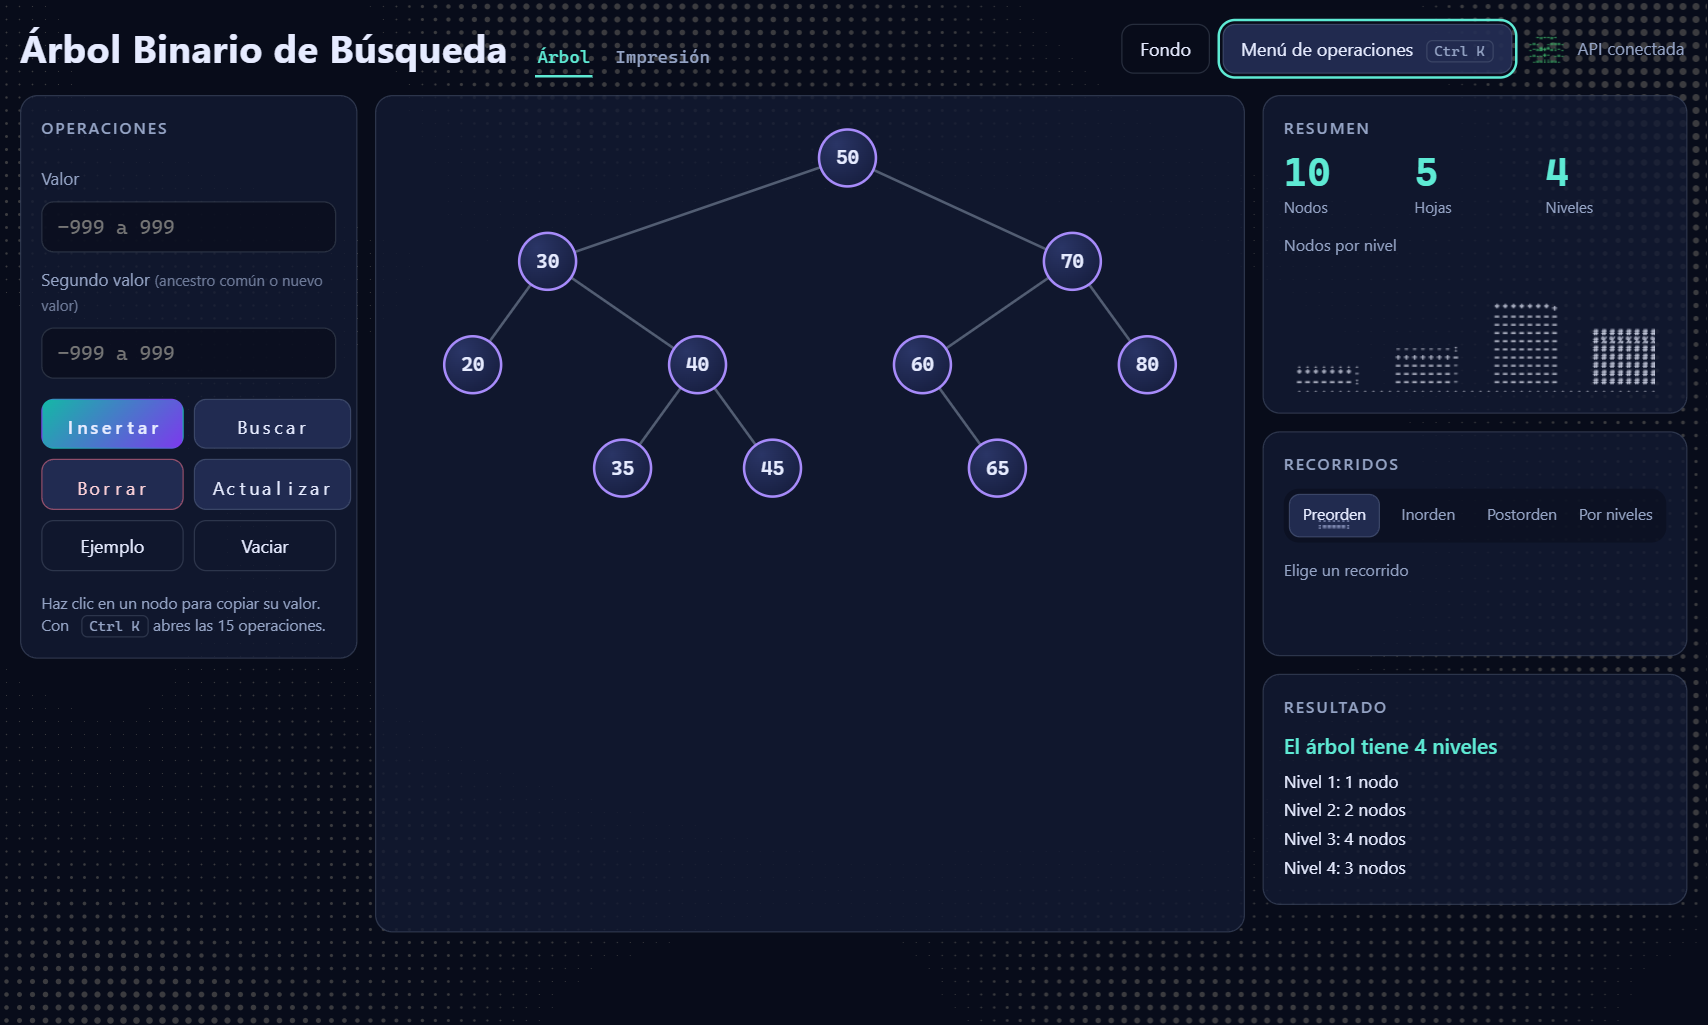 Árbol Binario de Búsqueda
Árbol
Impresión
Fondo
Menú de operaciones Ctrl K
API conectada
OPERACIONES
Valor
−999 a 999
Segundo valor (ancestro común o nuevo
valor)
−999 a 999
Insertar
Buscar
Borrar
Actualizar
Ejemplo
Vaciar
Haz clic en un nodo para copiar su valor.
Con Ctrl K abres las 15 operaciones.
50
30
70
20
40
60
80
35
45
65
RESUMEN
10
5
4
Nodos
Hojas
Niveles
Nodos por nivel
RECORRIDOS
Preorden
Inorden
Postorden
Por niveles
Elige un recorrido
RESULTADO
El árbol tiene 4 niveles
Nivel 1: 1 nodo
Nivel 2: 2 nodos
Nivel 3: 4 nodos
Nivel 4: 3 nodos